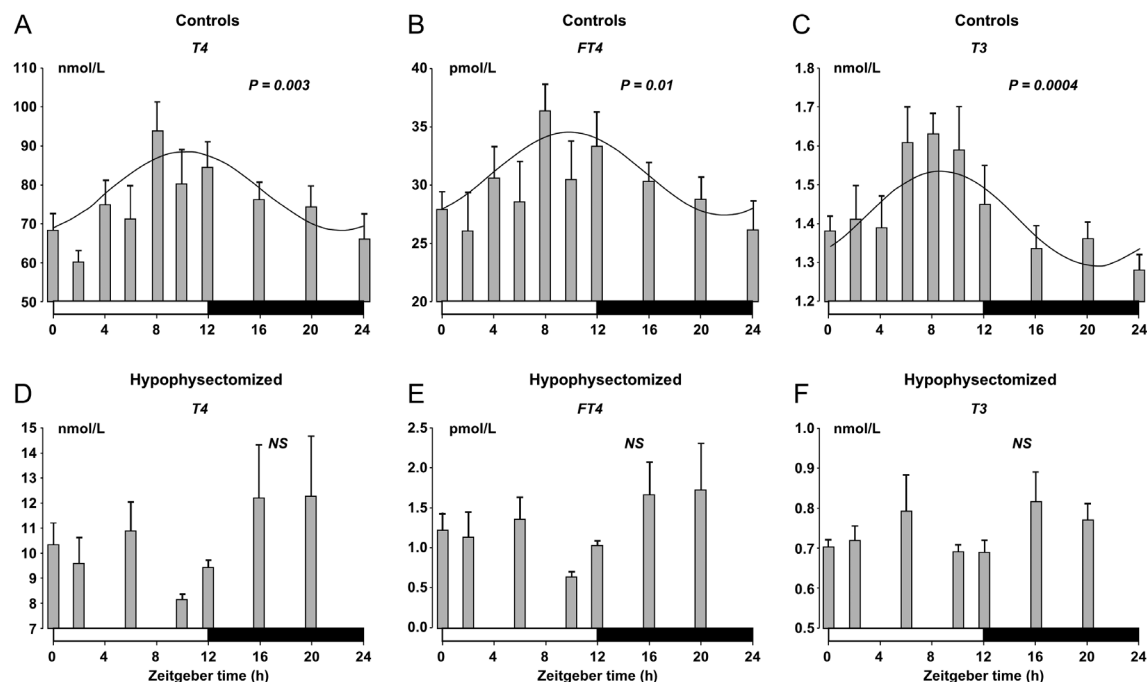 A
Controls
T4
nmol/L
P = 0.003
110
100
90
80
70
60
50
0 4 8 12 16 20 24
B
Controls
FT4
pmol/L
P = 0.01
40
35
30
25
20
0 4 8 12 16 20 24
C
Controls
T3
nmol/L
P = 0.0004
1.8
1.7
1.6
1.5
1.4
1.3
1.2
0 4 8 12 16 20 24
D
Hypophysectomized
T4
nmol/L
NS
15
14
13
12
11
10
9
8
7
0 4 8 12 16 20 24
Zeitgeber time (h)
E
Hypophysectomized
FT4
pmol/L
NS
2.5
2.0
1.5
1.0
0.5
0.0
0 4 8 12 16 20 24
Zeitgeber time (h)
F
Hypophysectomized
T3
nmol/L
NS
1.0
0.9
0.8
0.7
0.6
0.5
0 4 8 12 16 20 24
Zeitgeber time (h)